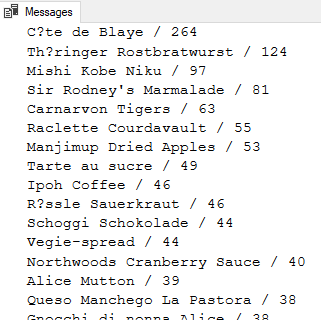 Messages
C?te de Blaye / 264
Th?ringer Rostbratwurst / 124
Mishi Kobe Niku / 97
Sir Rodney's Marmalade / 81
Carnarvon Tigers / 63
Raclette Courdavault / 55
Manjimup Dried Apples / 53
Tarte au sucre / 49
Ipoh Coffee / 46
R?ssle Sauerkraut / 46
Schoggi Schokolade / 44
Vegie-spread / 44
Northwoods Cranberry Sauce / 40
Alice Mutton / 39
Queso Manchego La Pastora / 38
Gnocchi di nonna Alice / 38